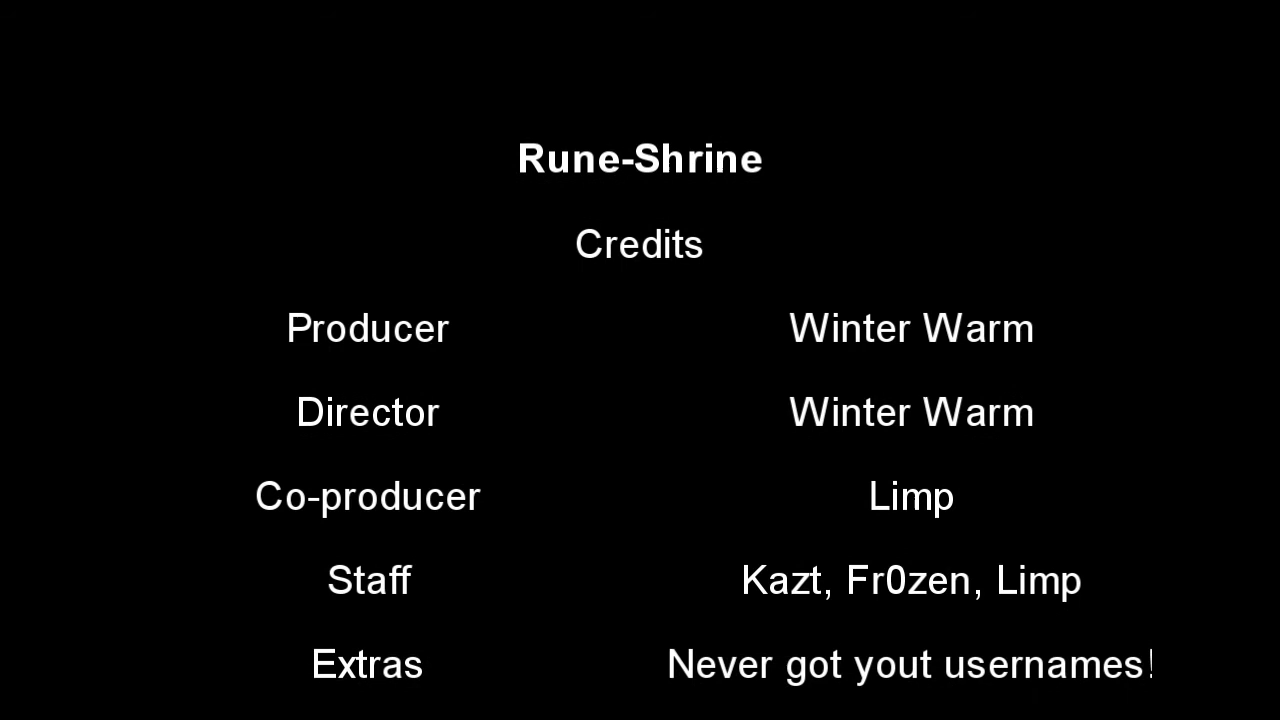 Rune-Shrine
Credits
Producer Winter Warm
Director Winter Warm
Co-producer Limp
Staff Kazt, Fr0zen, Limp
Extras Never got yout usernames!